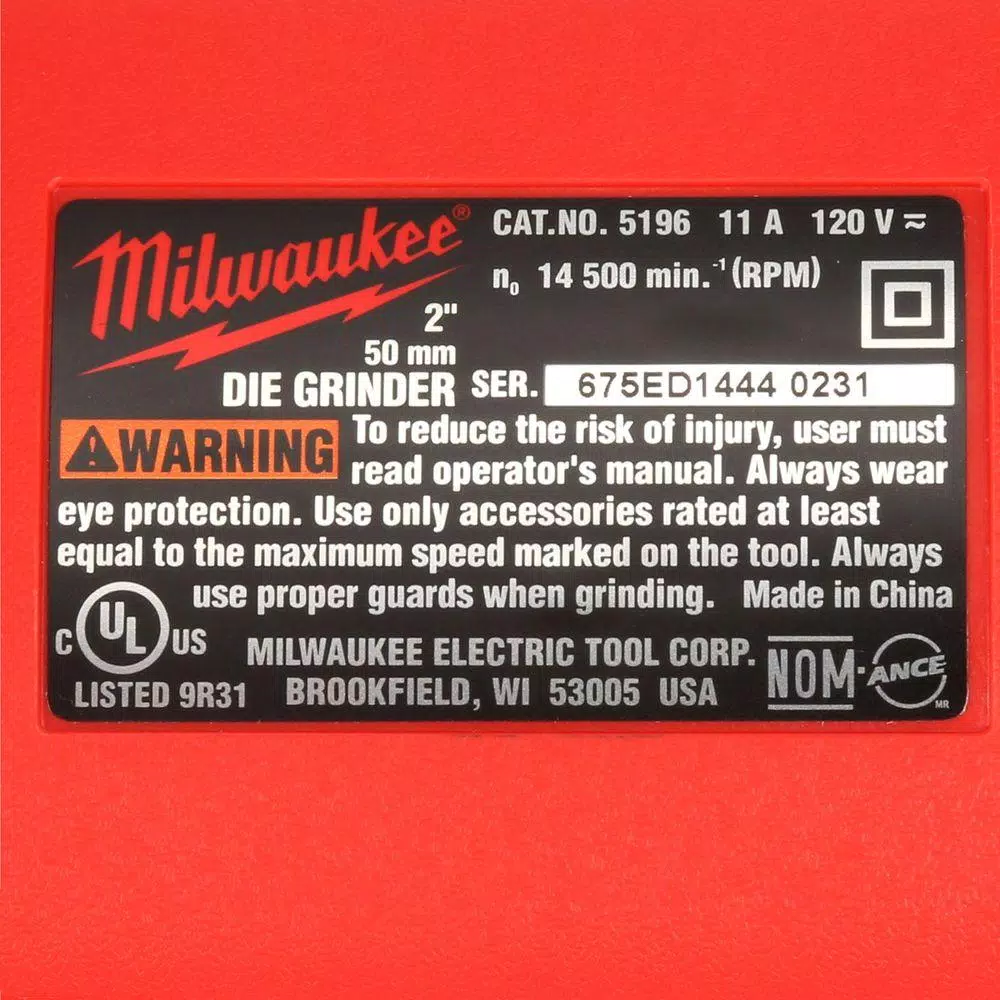 Milwaukee®
CAT.NO. 5196 11 A 120 V ⎓
n₀ 14 500 min.⁻¹ (RPM)
2"
50 mm
DIE GRINDER SER. 675ED1444 0231
⚠WARNING To reduce the risk of injury, user must
read operator's manual. Always wear
eye protection. Use only accessories rated at least
equal to the maximum speed marked on the tool. Always
use proper guards when grinding. Made in China
C UL US
LISTED 9R31
MILWAUKEE ELECTRIC TOOL CORP.
BROOKFIELD, WI 53005 USA
NOM-ANCE
MR